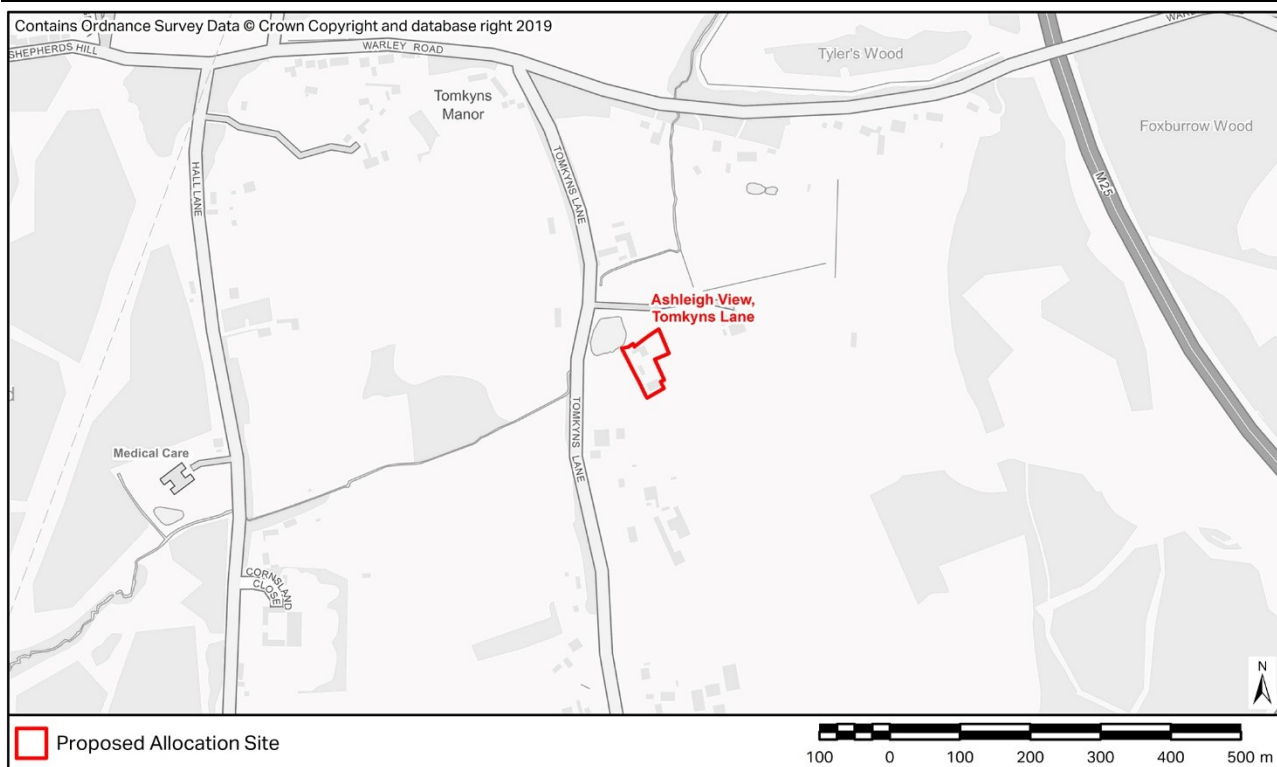 Contains Ordnance Survey Data © Crown Copyright and database right 2019
SHEPHERDS HILL
WARLEY ROAD
Tyler's Wood
Tomkyns
Manor
Foxburrow Wood
HALL LANE
TOMKYNS LANE
M25
Ashleigh View,
Tomkyns Lane
TOMKYNS LANE
Medical Care
CORNSLAND
CLOSE
N
Proposed Allocation Site
100 0 100 200 300 400 500 m